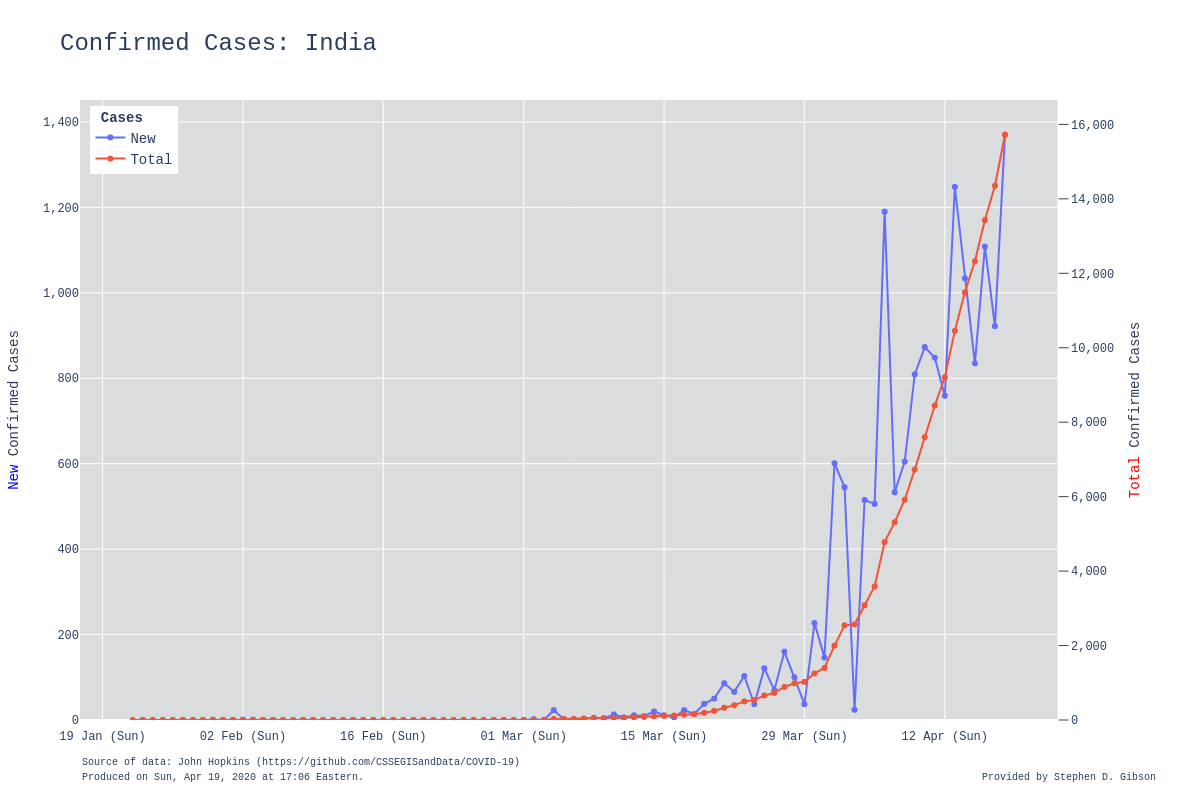 Confirmed Cases: India
Cases
New
Total
1,400
1,200
1,000
800
600
400
200
0
New Confirmed Cases
16,000
14,000
12,000
10,000
8,000
6,000
4,000
2,000
0
Total Confirmed Cases
19 Jan (Sun)
02 Feb (Sun)
16 Feb (Sun)
01 Mar (Sun)
15 Mar (Sun)
29 Mar (Sun)
12 Apr (Sun)
Source of data: John Hopkins (https://github.com/CSSEGISandData/COVID-19)
Produced on Sun, Apr 19, 2020 at 17:06 Eastern.
Provided by Stephen D. Gibson